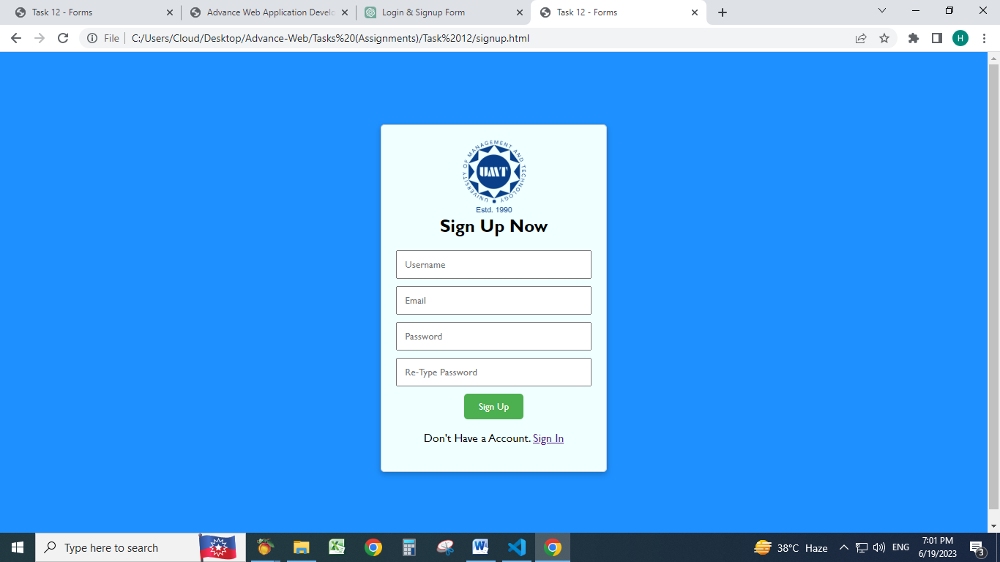 Task 12 - Forms
Advance Web Application Develo
Login & Signup Form
Task 12 - Forms
File
C:/Users/Cloud/Desktop/Advance-Web/Tasks%20(Assignments)/Task%2012/signup.html
H
UNIVERSITY OF MANAGEMENT AND TECHNOLOGY
UMT
Estd. 1990
Sign Up Now
Username
Email
Password
Re-Type Password
Sign Up
Don't Have a Account. Sign In
Type here to search
38°C Haze
ENG
7:01 PM
6/19/2023
3